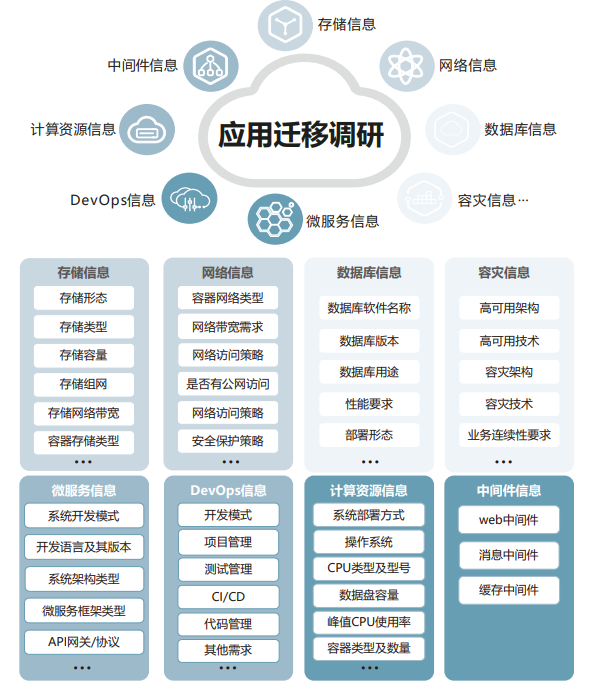 存储信息
中间件信息
网络信息
应用迁移调研
计算资源信息
数据库信息
DevOps信息
容灾信息…
微服务信息
存储信息
存储形态
存储类型
存储容量
存储组网
存储网络带宽
容器存储类型
•••
网络信息
容器网络类型
网络带宽需求
网络访问策略
是否有公网访问
网络访问策略
安全保护策略
•••
数据库信息
数据库软件名称
数据库版本
数据库用途
性能要求
部署形态
•••
容灾信息
高可用架构
高可用技术
容灾架构
容灾技术
业务连续性要求
•••
微服务信息
系统开发模式
开发语言及其版本
系统架构类型
微服务框架类型
API网关/协议
•••
DevOps信息
开发模式
项目管理
测试管理
CI/CD
代码管理
其他需求
•••
计算资源信息
系统部署方式
操作系统
CPU类型及型号
数据盘容量
峰值CPU使用率
容器类型及数量
•••
中间件信息
web中间件
消息中间件
缓存中间件